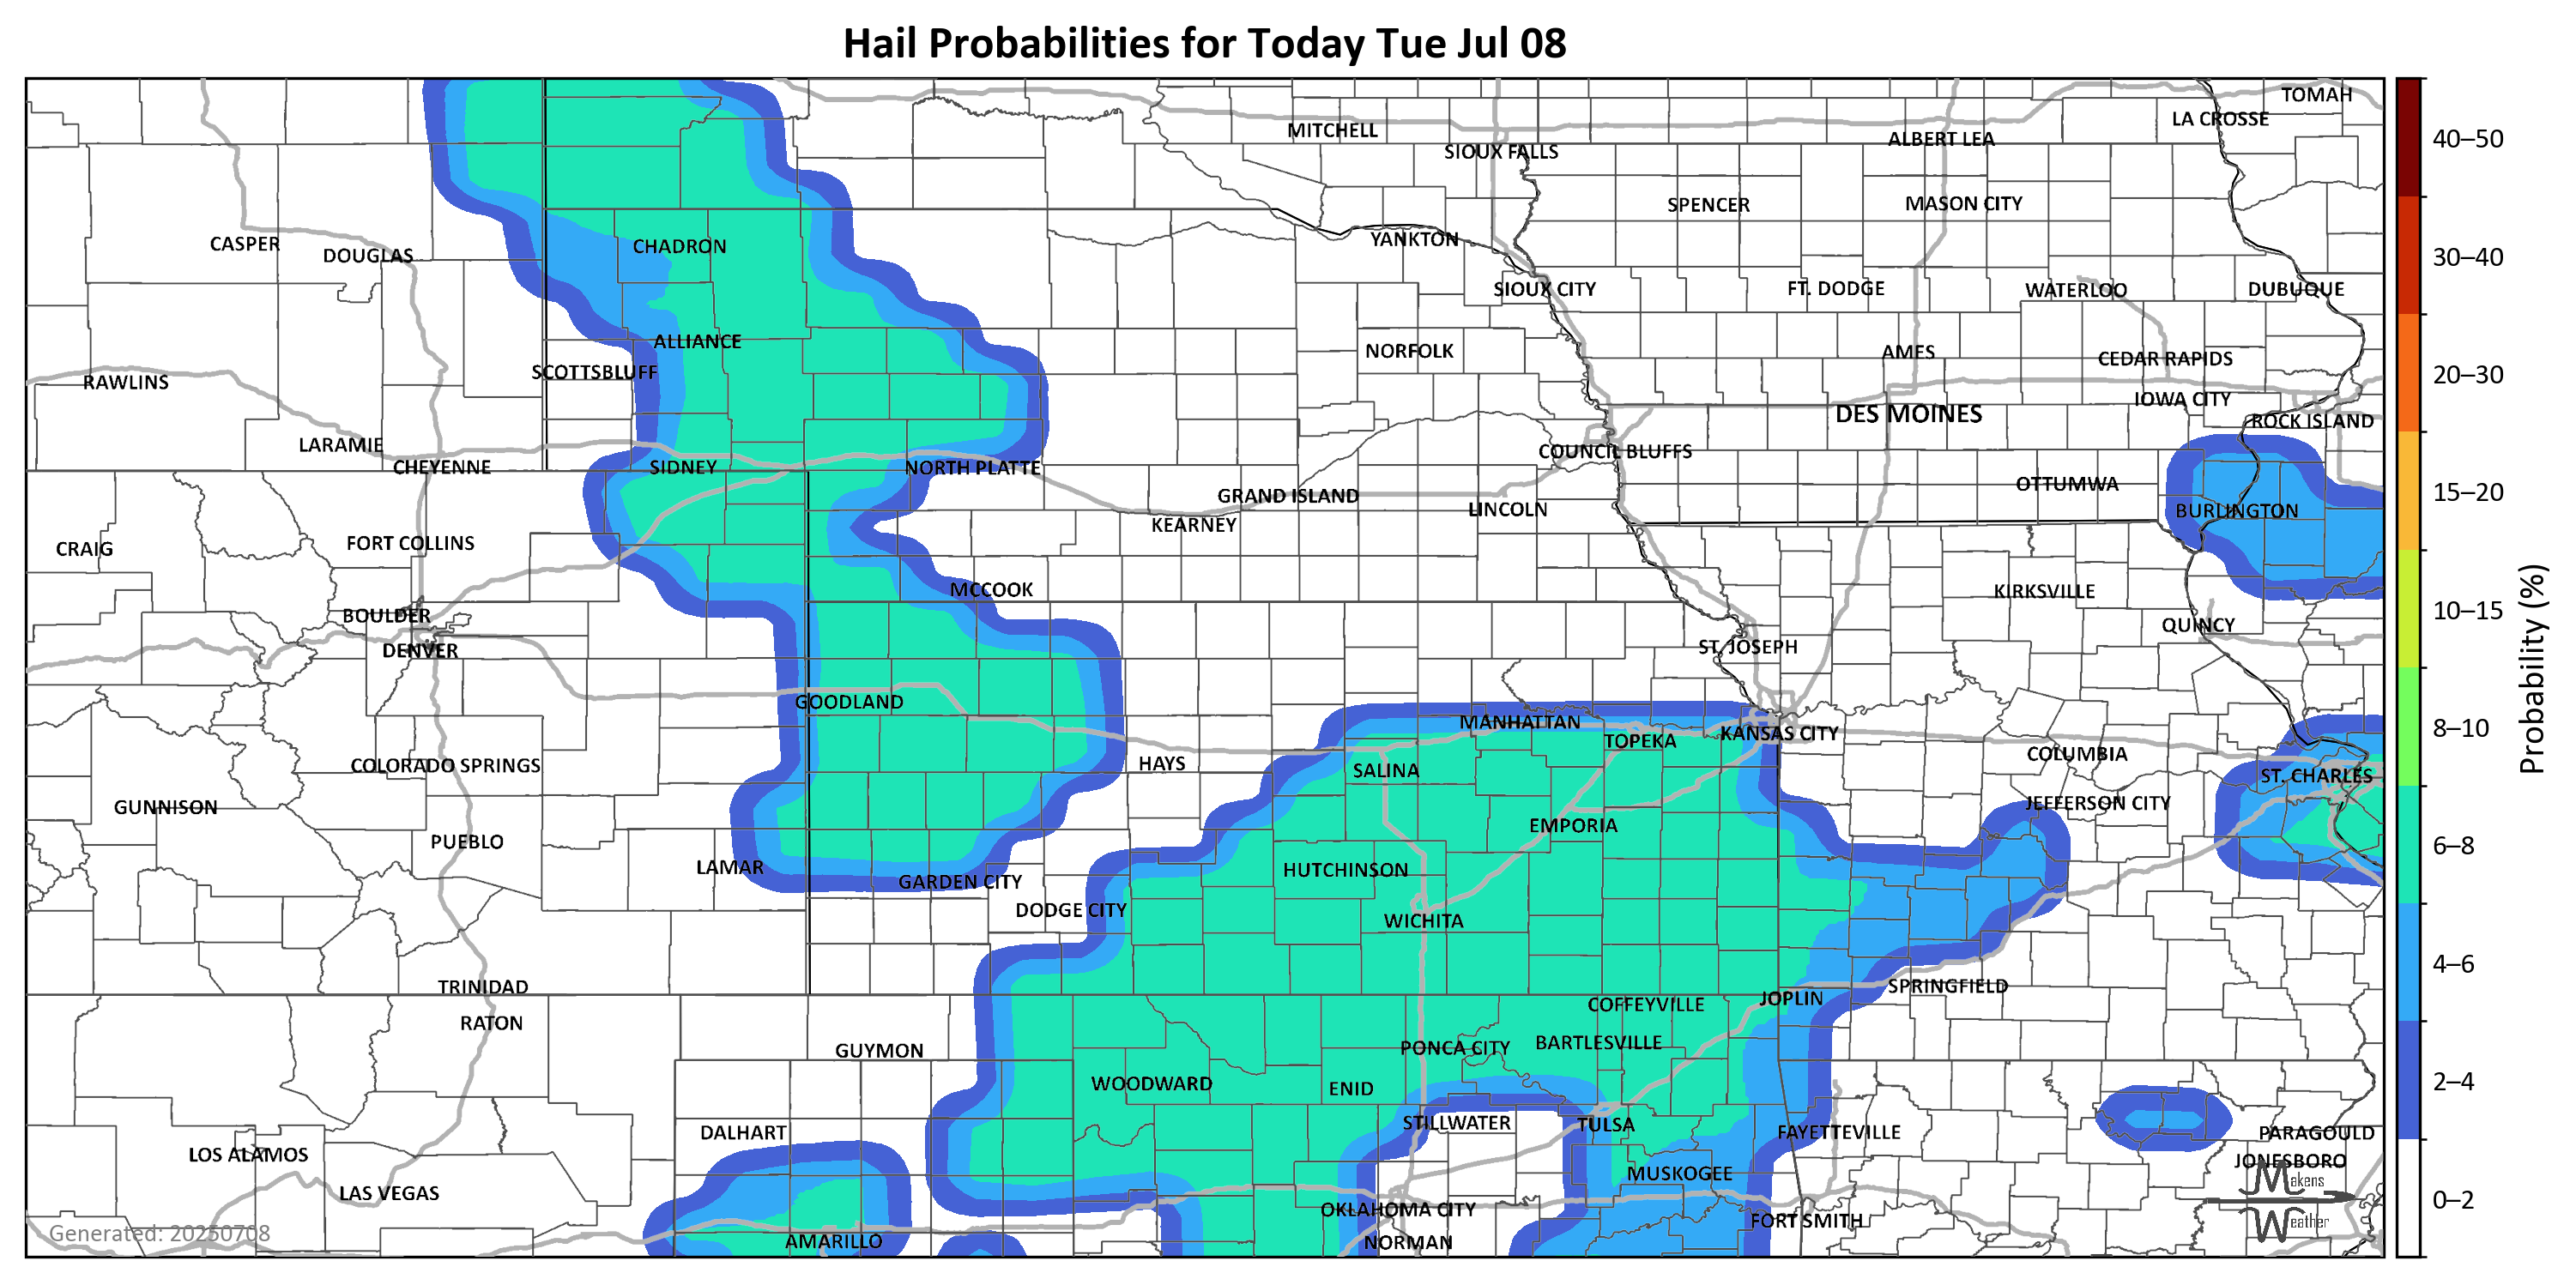 Hail Probabilities for Today Tue Jul 08
TOMAH
LA CROSSE
MITCHELL
ALBERT LEA
SIOUX FALLS
SPENCER
MASON CITY
CASPER
DOUGLAS
CHADRON
YANKTON
SIOUX CITY
FT. DODGE
WATERLOO
DUBUQUE
ALLIANCE
NORFOLK
AMES
CEDAR RAPIDS
RAWLINS
SCOTTSBLUFF
IOWA CITY
DES MOINES
ROCK ISLAND
LARAMIE
CHEYENNE
SIDNEY
NORTH PLATTE
COUNCIL BLUFFS
GRAND ISLAND
LINCOLN
OTTUMWA
BURLINGTON
KEARNEY
CRAIG
FORT COLLINS
MCCOOK
KIRKSVILLE
BOULDER
QUINCY
DENVER
ST. JOSEPH
GOODLAND
MANHATTAN
TOPEKA
KANSAS CITY
COLUMBIA
COLORADO SPRINGS
HAYS
SALINA
ST. CHARLES
GUNNISON
JEFFERSON CITY
PUEBLO
EMPORIA
LAMAR
GARDEN CITY
HUTCHINSON
DODGE CITY
WICHITA
TRINIDAD
SPRINGFIELD
JOPLIN
COFFEYVILLE
RATON
GUYMON
PONCA CITY
BARTLESVILLE
WOODWARD
ENID
DALHART
STILLWATER
TULSA
FAYETTEVILLE
PARAGOULD
LOS ALAMOS
JONESBORO
MUSKOGEE
LAS VEGAS
OKLAHOMA CITY
FORT SMITH
AMARILLO
NORMAN
Generated: 20250708
Makens
Weather
40–50
30–40
20–30
15–20
10–15
8–10
6–8
4–6
2–4
0–2
Probability (%)